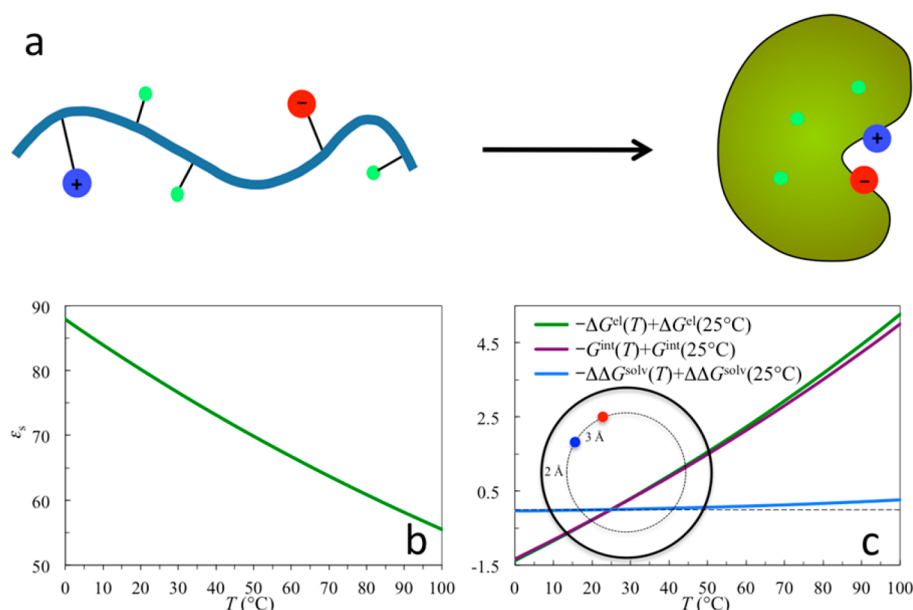 a
+
−
+
−
90
80
70
60
50
εs
0 10 20 30 40 50 60 70 80 90 100
T (°C)
b
4.5
2.5
0.5
-1.5
−ΔG^el(T)+ΔG^el(25°C)
−G^int(T)+G^int(25°C)
−ΔΔG^solv(T)+ΔΔG^solv(25°C)
3 Å
2 Å
0 10 20 30 40 50 60 70 80 90 100
T (°C)
c